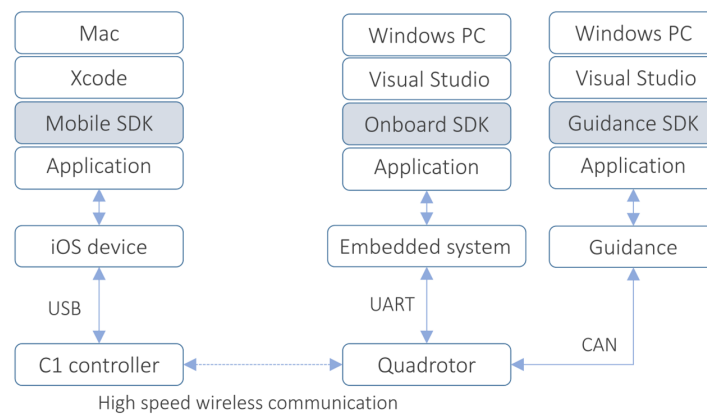 Mac
Xcode
Mobile SDK
Application
iOS device
USB
C1 controller
Windows PC
Visual Studio
Onboard SDK
Application
Embedded system
UART
Quadrotor
Windows PC
Visual Studio
Guidance SDK
Application
Guidance
CAN
High speed wireless communication